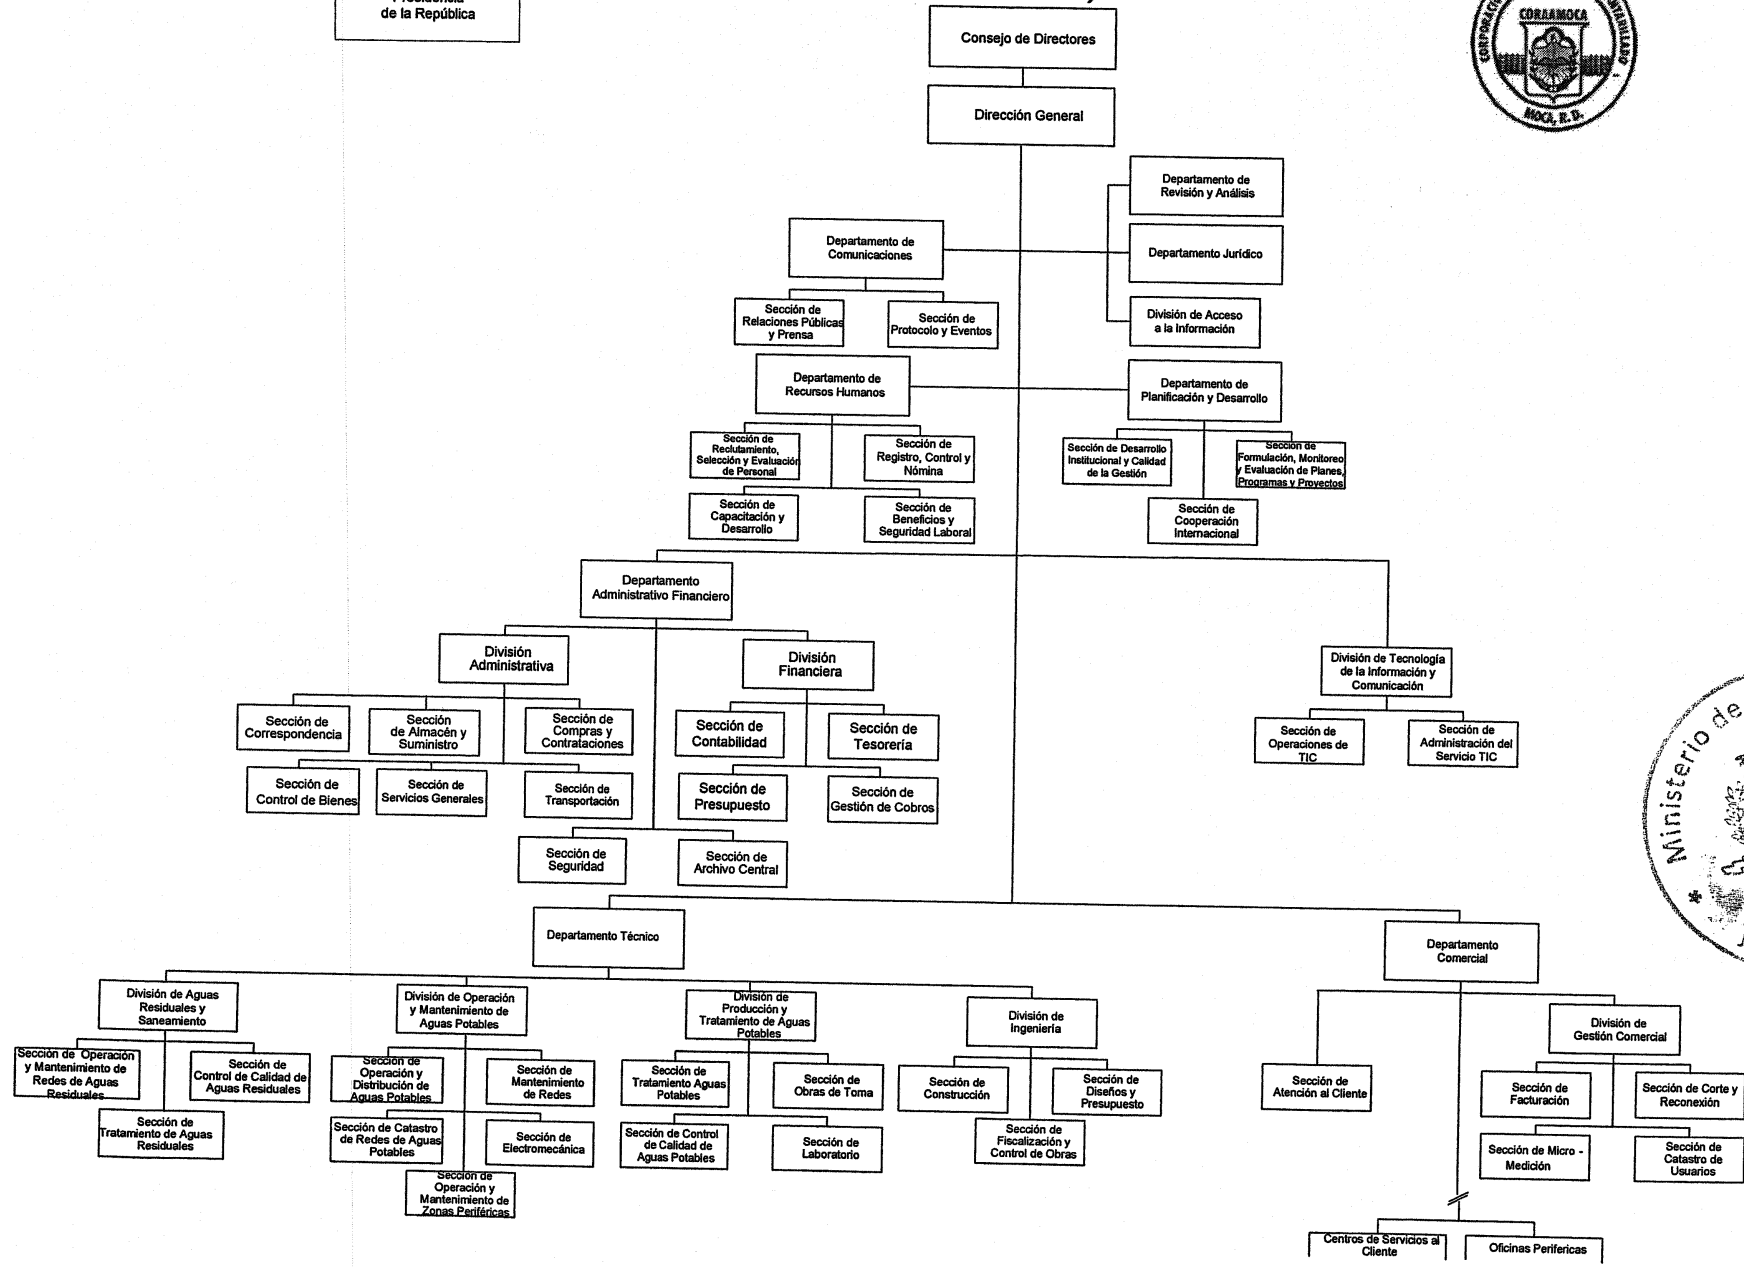 de la República
Consejo de Directores
CORAAMOCA
MOCA, R. D.
Dirección General
Departamento de
Revisión y Análisis
Departamento de
Comunicaciones
Departamento Jurídico
Sección de
Relaciones Públicas
y Prensa
Sección de
Protocolo y Eventos
División de Acceso
a la Información
Departamento de
Recursos Humanos
Departamento de
Planificación y Desarrollo
Sección de
Reclutamiento,
Selección y Evaluación
de Personal
Sección de
Registro, Control y
Nómina
Sección de Desarrollo
Institucional y Calidad
de la Gestión
Sección de
Formulación, Monitoreo
y Evaluación de Planes,
Programas y Proyectos
Sección de
Capacitación y
Desarrollo
Sección de
Beneficios y
Seguridad Laboral
Sección de
Cooperación
Internacional
Departamento
Administrativo Financiero
División
Administrativa
División
Financiera
División de Tecnología
de la Información y
Comunicación
Sección de
Correspondencia
Sección
de Almacén y
Suministro
Sección de
Compras y
Contrataciones
Sección de
Contabilidad
Sección de
Tesorería
Sección de
Operaciones de
TIC
Sección de
Administración del
Servicio TIC
Sección de
Control de Bienes
Sección de
Servicios Generales
Sección de
Transportación
Sección de
Presupuesto
Sección de
Gestión de Cobros
Sección de
Seguridad
Sección de
Archivo Central
Ministerio de
Departamento Técnico
Departamento
Comercial
División de Aguas
Residuales y
Saneamiento
División de Operación
y Mantenimiento de
Aguas Potables
División de
Producción y
Tratamiento de Aguas
Potables
División de
Ingeniería
División de
Gestión Comercial
Sección de Operación
y Mantenimiento de
Redes de Aguas
Residuales
Sección de
Control de Calidad de
Aguas Residuales
Sección de
Operación y
Distribución de
Aguas Potables
Sección de
Mantenimiento
de Redes
Sección de
Tratamiento Aguas
Potables
Sección de
Obras de Toma
Sección de
Construcción
Sección de
Diseños y
Presupuesto
Sección de
Atención al Cliente
Sección de
Facturación
Sección de Corte y
Reconexión
Sección de
Tratamiento de Aguas
Residuales
Sección de Catastro
de Redes de Aguas
Potables
Sección de
Electromecánica
Sección de Control
de Calidad de
Aguas Potables
Sección de
Laboratorio
Sección de
Fiscalización y
Control de Obras
Sección de Micro -
Medición
Sección de
Catastro de
Usuarios
Sección de
Operación y
Mantenimiento de
Zonas Periféricas
Centros de Servicios al
Cliente
Oficinas Perifericas